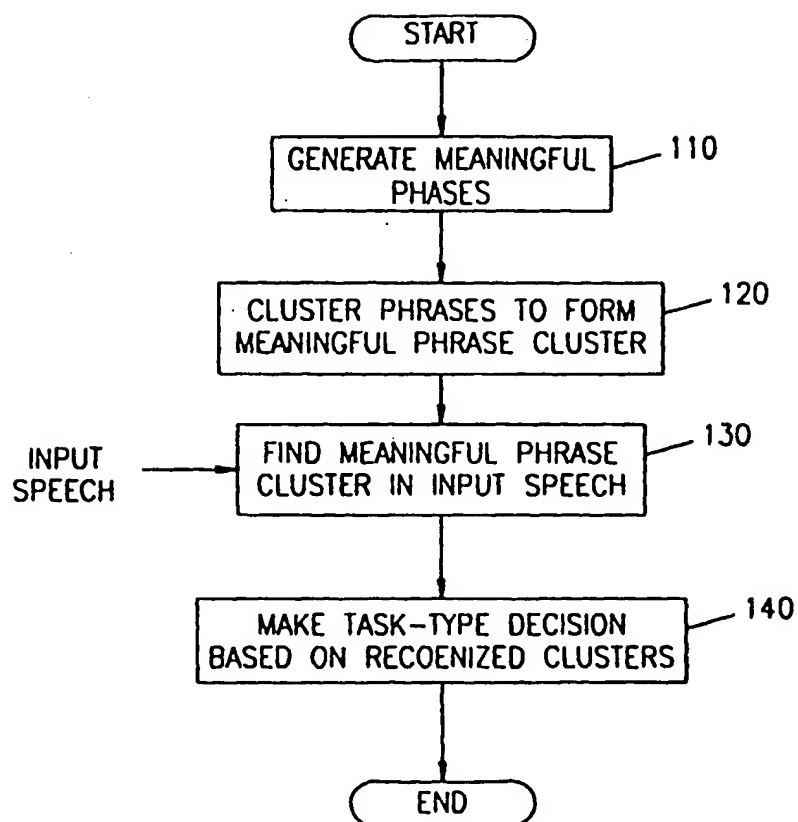 START
GENERATE MEANINGFUL
PHASES
110
CLUSTER PHRASES TO FORM
MEANINGFUL PHRASE CLUSTER
120
INPUT
SPEECH
FIND MEANINGFUL PHRASE
CLUSTER IN INPUT SPEECH
130
MAKE TASK-TYPE DECISION
BASED ON RECOENIZED CLUSTERS
140
END